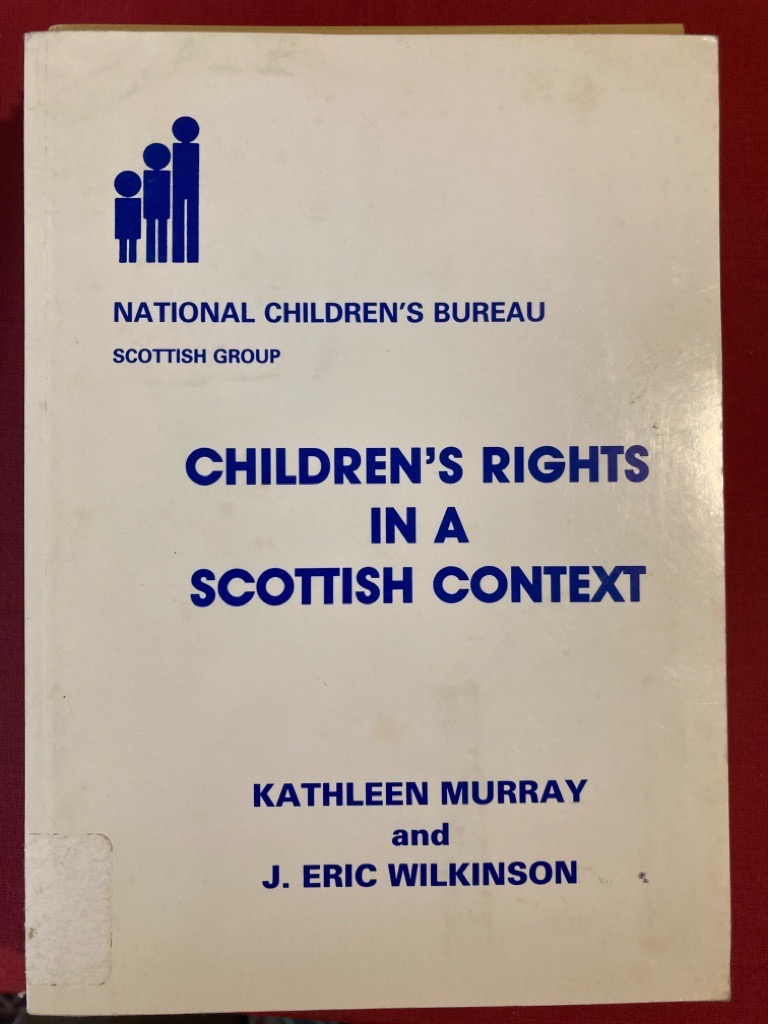 NATIONAL CHILDREN'S BUREAU
SCOTTISH GROUP
CHILDREN'S RIGHTS
IN A
SCOTTISH CONTEXT
KATHLEEN MURRAY
and
J. ERIC WILKINSON